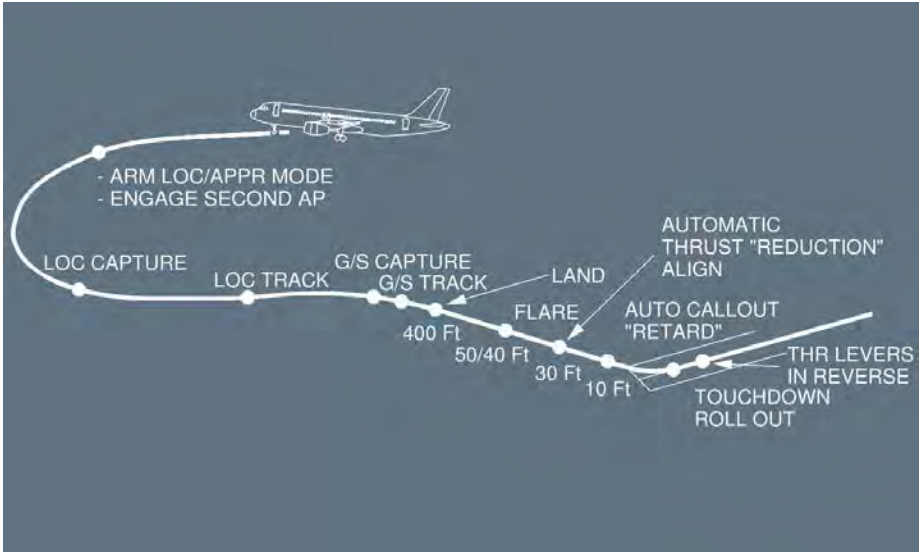 - ARM LOC/APPR MODE
- ENGAGE SECOND AP
LOC CAPTURE
LOC TRACK
G/S CAPTURE
G/S TRACK
LAND
400 Ft
FLARE
50/40 Ft
AUTOMATIC
THRUST "REDUCTION"
ALIGN
30 Ft
AUTO CALLOUT
"RETARD"
10 Ft
THR LEVERS
IN REVERSE
TOUCHDOWN
ROLL OUT